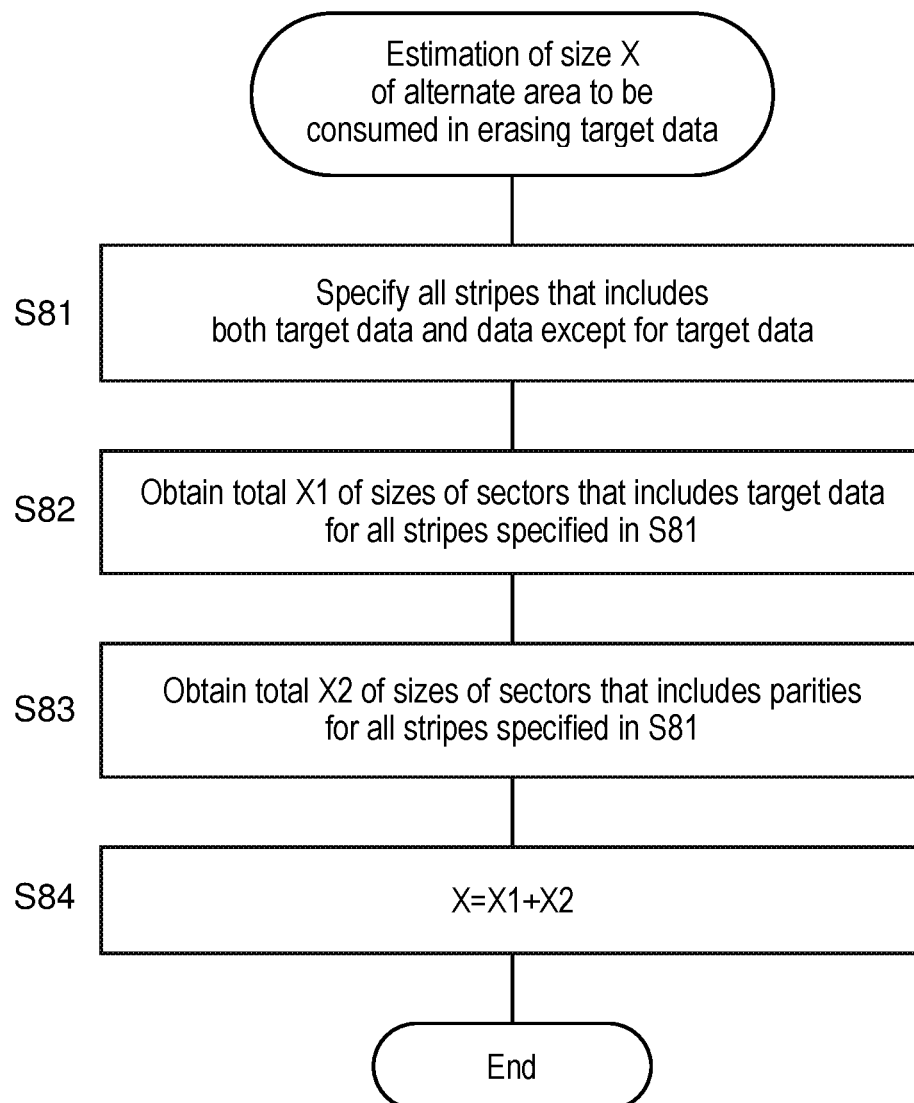 Estimation of size X
of alternate area to be
consumed in erasing target data
S81
Specify all stripes that includes
both target data and data except for target data
S82
Obtain total X1 of sizes of sectors that includes target data
for all stripes specified in S81
S83
Obtain total X2 of sizes of sectors that includes parities
for all stripes specified in S81
S84
X=X1+X2
End